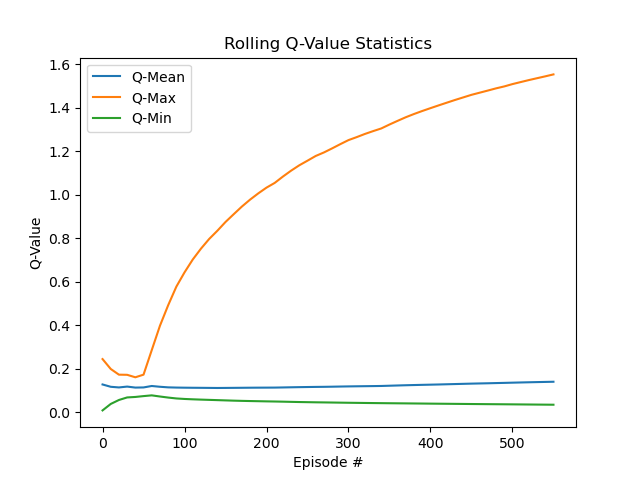 Rolling Q-Value Statistics
Q-Mean
Q-Max
Q-Min
Q-Value
1.6
1.4
1.2
1.0
0.8
0.6
0.4
0.2
0.0
0 100 200 300 400 500
Episode #